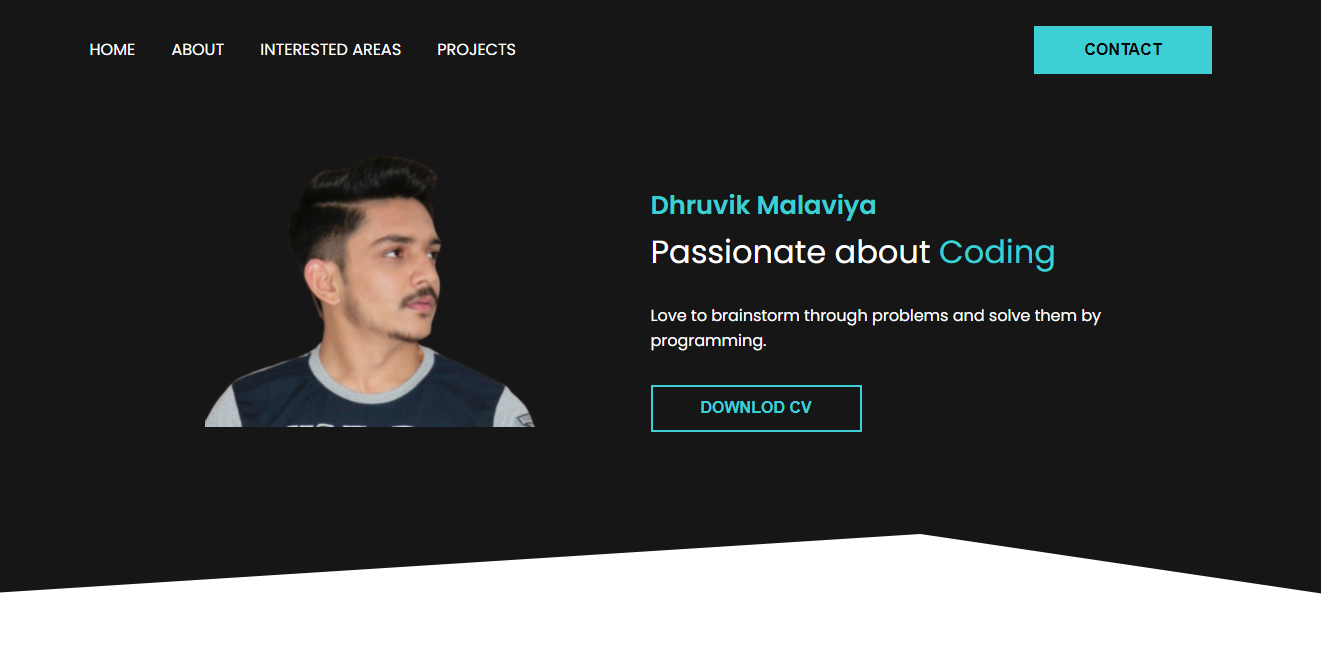 HOME
ABOUT
INTERESTED AREAS
PROJECTS
CONTACT
Dhruvik Malaviya
Passionate about Coding
Love to brainstorm through problems and solve them by
programming.
DOWNLOD CV